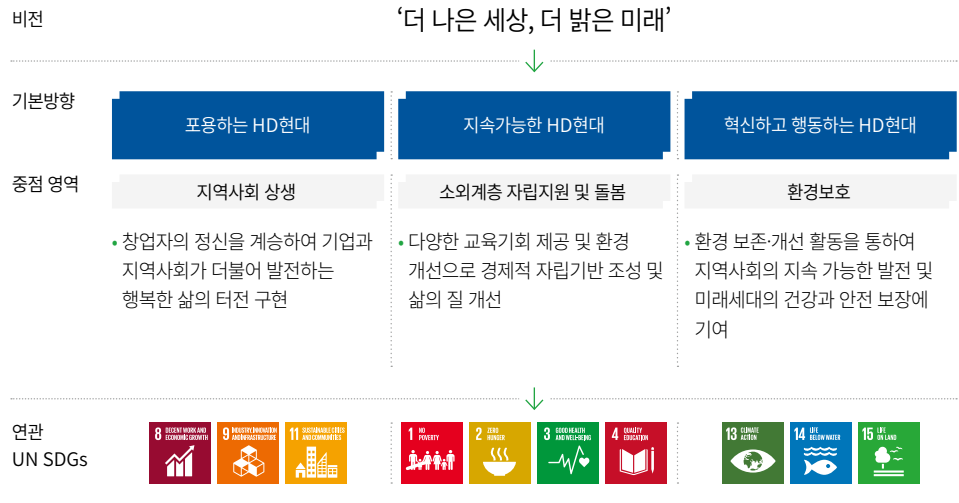 비전
‘더 나은 세상, 더 밝은 미래’
기본방향
포용하는 HD현대
지속가능한 HD현대
혁신하고 행동하는 HD현대
중점 영역
지역사회 상생
소외계층 자립지원 및 돌봄
환경보호
• 창업자의 정신을 계승하여 기업과
지역사회가 더불어 발전하는
행복한 삶의 터전 구현
• 다양한 교육기회 제공 및 환경
개선으로 경제적 자립기반 조성 및
삶의 질 개선
• 환경 보존·개선 활동을 통하여
지역사회의 지속 가능한 발전 및
미래세대의 건강과 안전 보장에
기여
연관
UN SDGs
8 DECENT WORK AND
ECONOMIC GROWTH
9 INDUSTRY, INNOVATION
AND INFRASTRUCTURE
11 SUSTAINABLE CITIES
AND COMMUNITIES
1 NO
POVERTY
2 ZERO
HUNGER
3 GOOD HEALTH
AND WELL-BEING
4 QUALITY
EDUCATION
13 CLIMATE
ACTION
14 LIFE
BELOW WATER
15 LIFE
ON LAND